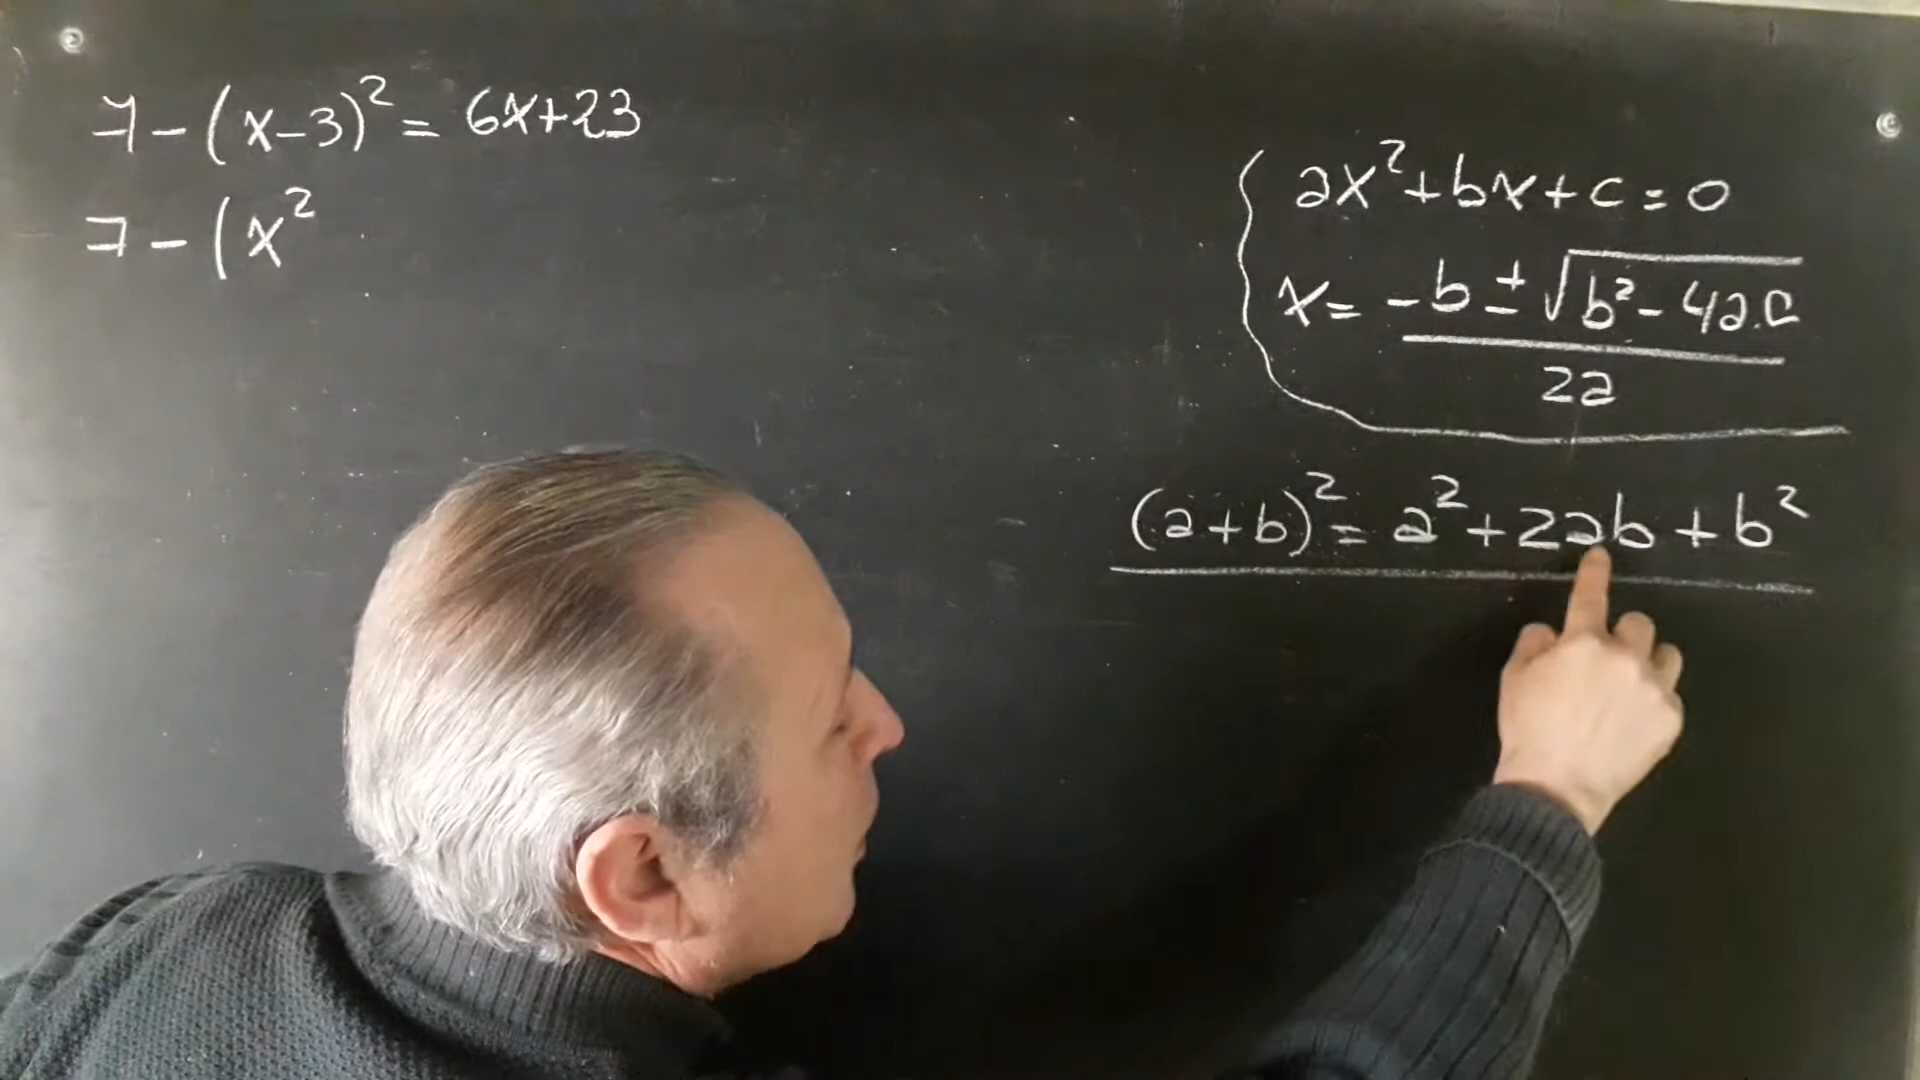 7-(x-3)²= 6x+23
7-(x²
ax²+bx+c=0
x= -b±√b²-4a.c
2a
(a+b)²= a²+2ab+b²